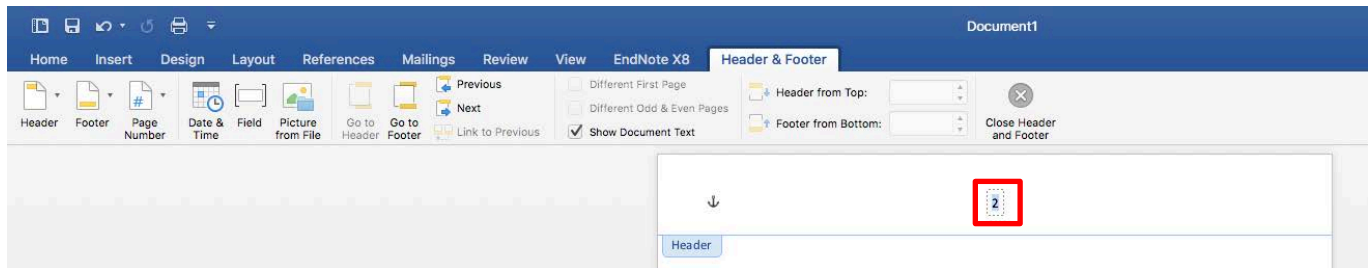 Document1
Home Insert Design Layout References Mailings Review View EndNote X8 Header & Footer
Header
Footer
#
Page
Number
Date &
Time
Field
Picture
from File
Go to
Header
Go to
Footer
Previous
Next
Link to Previous
Different First Page
Different Odd & Even Pages
Show Document Text
Header from Top:
Footer from Bottom:
Close Header
and Footer
2
Header